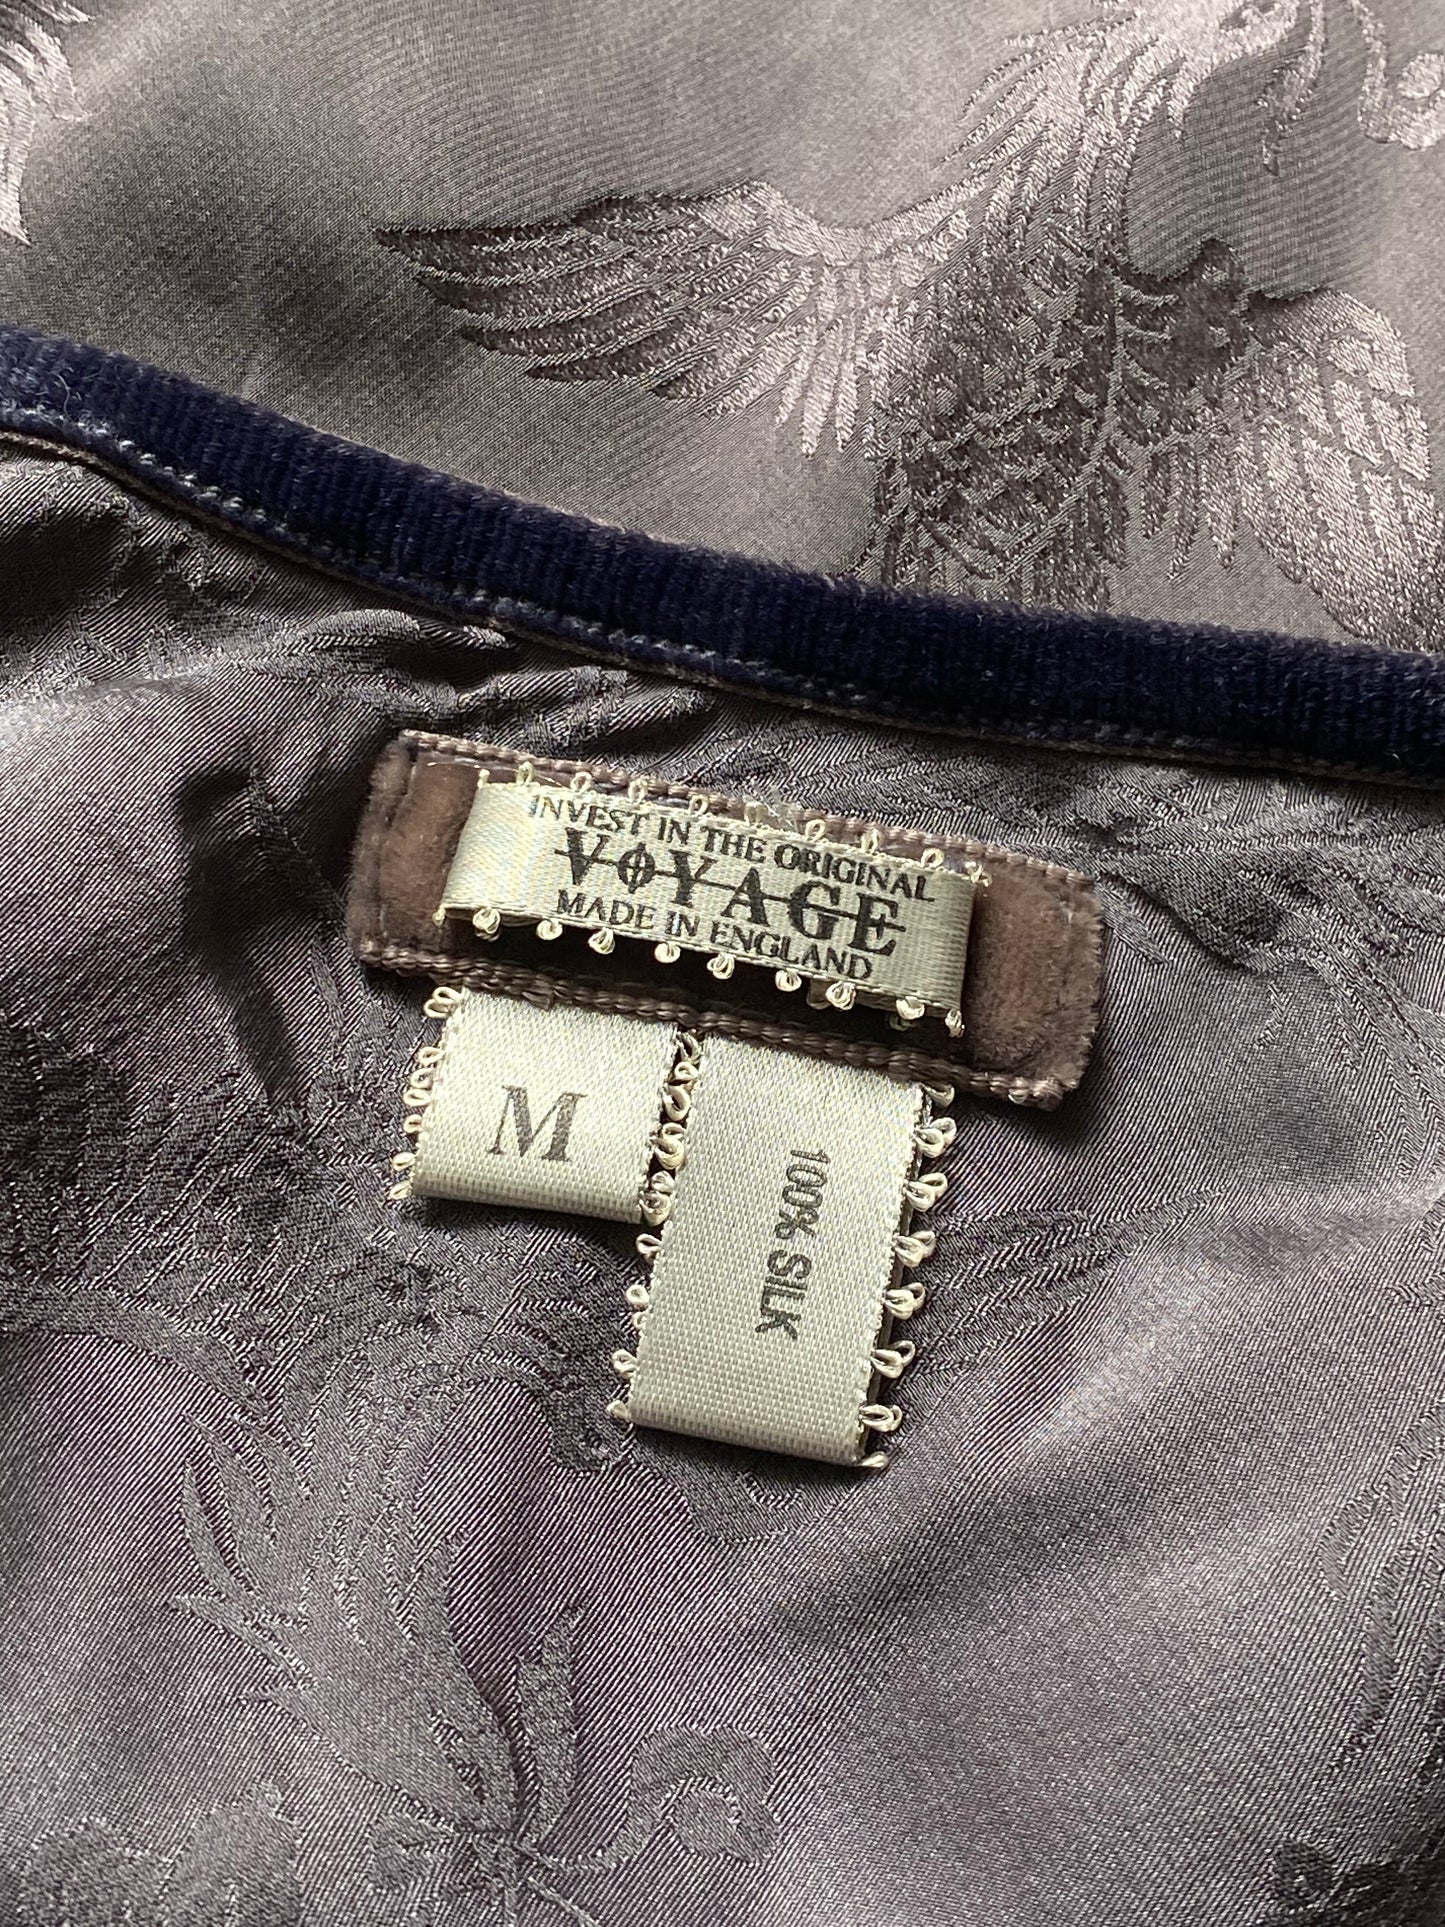 INVEST IN THE ORIGINAL
VOYAGE
MADE IN ENGLAND
M
100% SILK